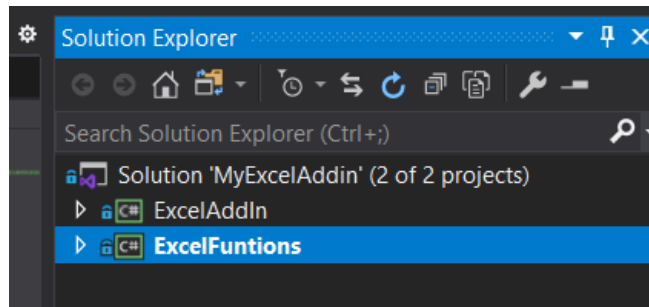 Solution Explorer
Search Solution Explorer (Ctrl+;)
Solution 'MyExcelAddin' (2 of 2 projects)
C# ExcelAddIn
C# ExcelFuntions